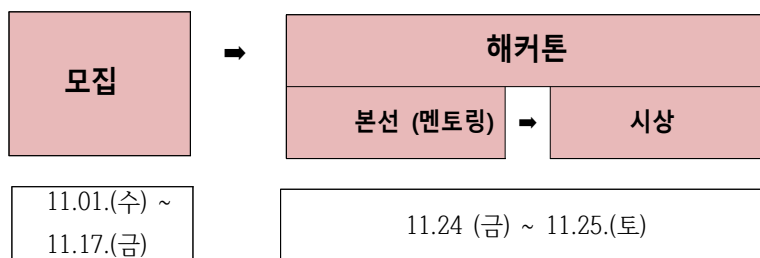 모집
➡
해커톤
본선 (멘토링)
➡
시상
11.01.(수) ~
11.17.(금)
11.24 (금) ~ 11.25.(토)